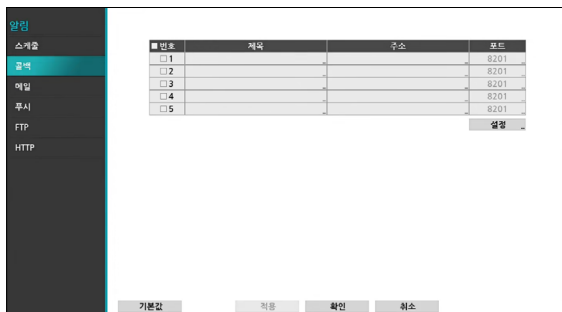 알림
스케줄
콜백
메일
푸시
FTP
HTTP
번호 제목 주소 포트
1 8201
2 8201
3 8201
4 8201
5 8201
설정
기본값 적용 확인 취소